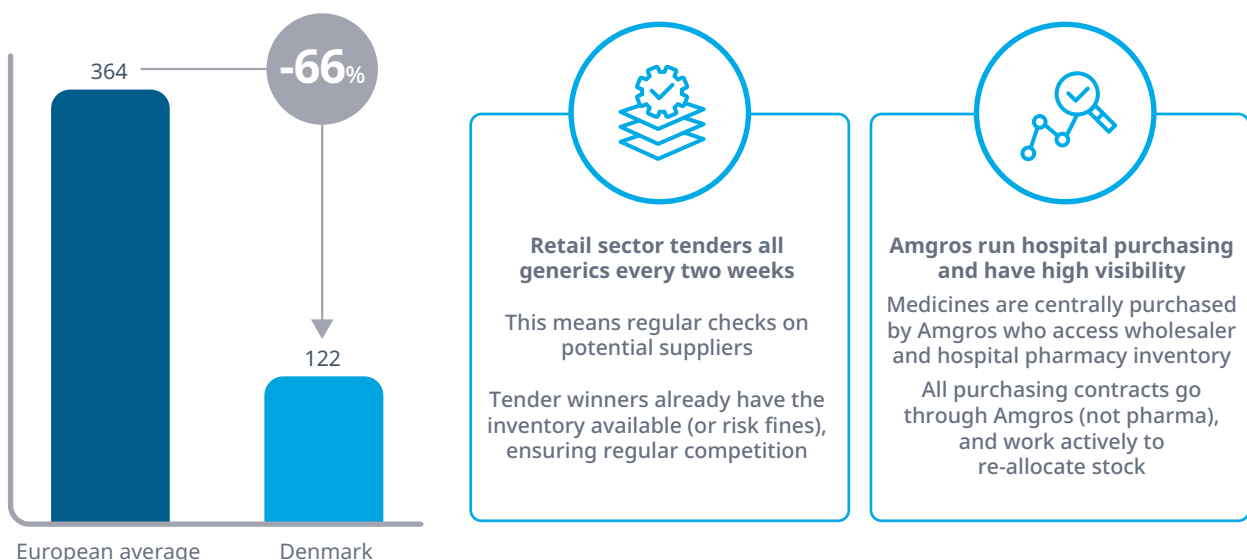 364
-66%
122
European average
Denmark
Retail sector tenders all
generics every two weeks
This means regular checks on
potential suppliers
Tender winners already have the
inventory available (or risk fines),
ensuring regular competition
Amgros run hospital purchasing
and have high visibility
Medicines are centrally purchased
by Amgros who access wholesaler
and hospital pharmacy inventory
All purchasing contracts go
through Amgros (not pharma),
and work actively to
re-allocate stock